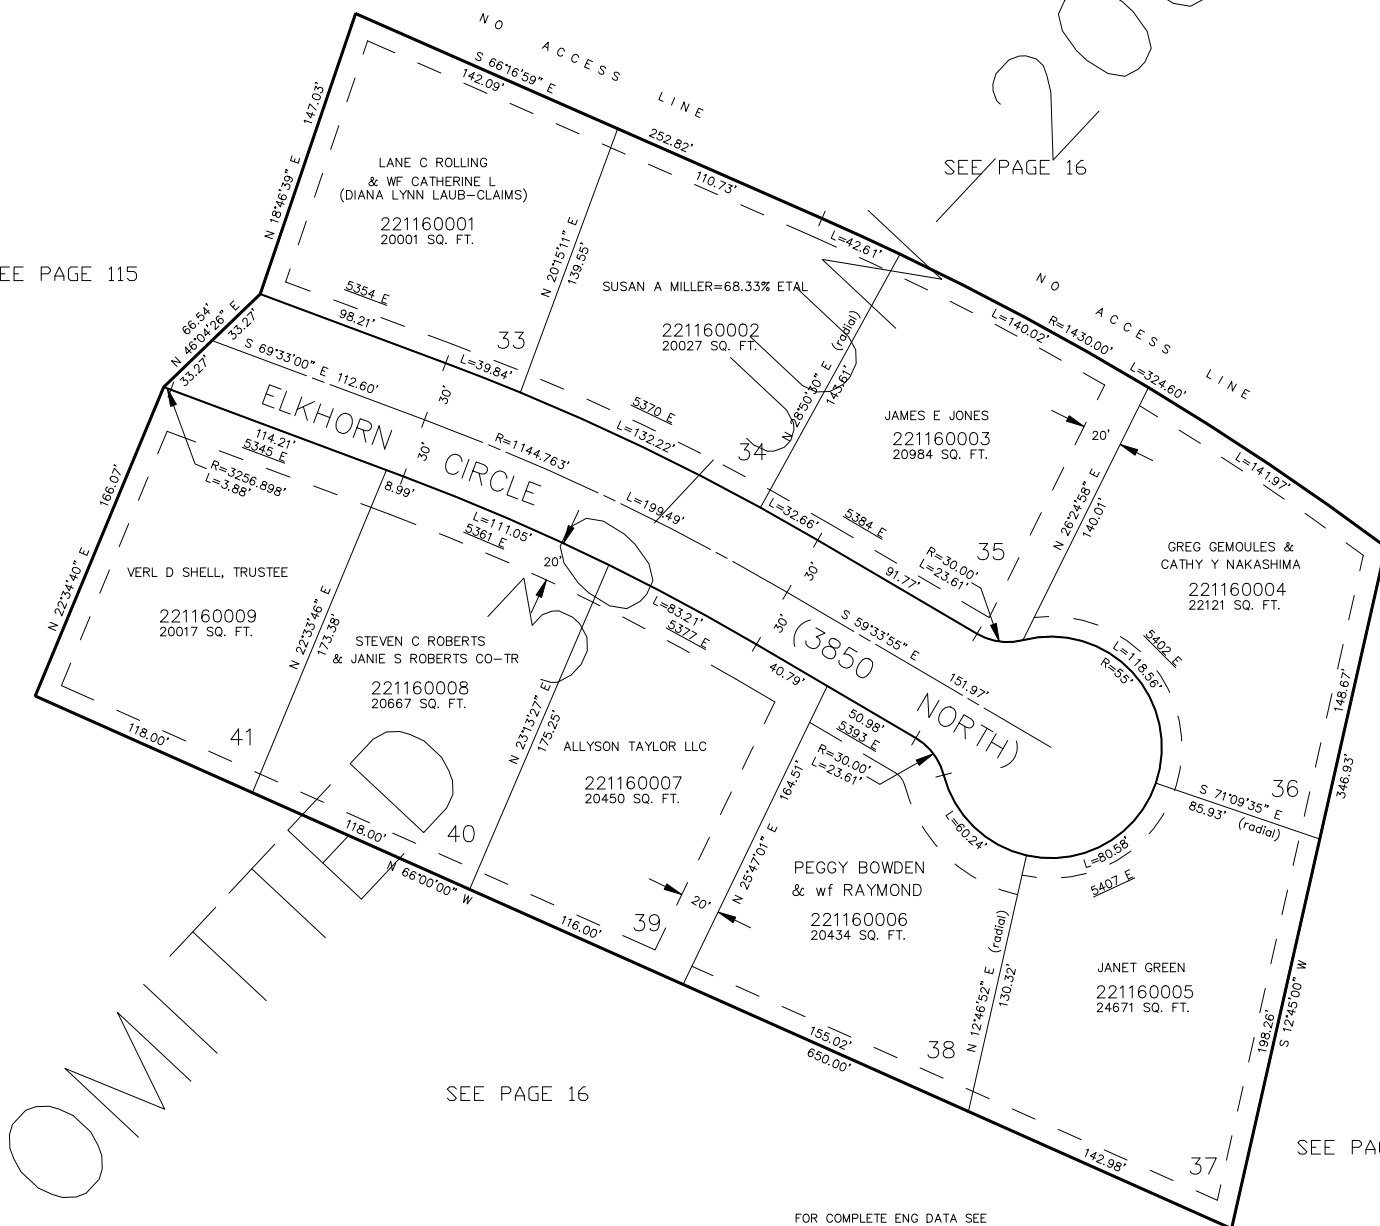 NO ACCESS LINE
S 66°16'59" E
142.09'
252.82'
110.73'
L=42.61'
147.03'
N 18°46'39" E
LANE C ROLLING
& WF CATHERINE L
(DIANA LYNN LAUB-CLAIMS)
221160001
20001 SQ. FT.
N 20°15'11" E
139.55'
SEE PAGE 16
EE PAGE 115
5354 E
98.21'
33
L=39.84'
SUSAN A MILLER=68.33% ETAL
221160002
20027 SQ. FT.
N 28°50'30" E (radial)
143.61'
5370 E
L=132.22'
34
NO ACCESS LINE
L=140.02'
R=1430.00'
L=324.60'
L=141.97'
JAMES E JONES
221160003
20984 SQ. FT.
20'
N 26°24'58" E
140.01'
L=32.66'
5384 E
35
R=30.00'
L=23.61'
91.77'
GREG GEMOULES &
CATHY Y NAKASHIMA
221160004
22121 SQ. FT.
5402 E
L=118.56'
R=55'
148.67'
346.93'
36
S 71°09'35" E
85.93' (radial)
66.54'
N 46°04'26" E
33.27'
33.27'
S 69°33'00" E 112.60'
30'
30'
ELKHORN CIRCLE
R=1144.763'
L=199.49'
30'
30'
S 59°33'55" E
151.97'
(3850 NORTH)
114.21'
5345 E
R=3256.898'
L=3.88'
8.99'
L=111.05'
5361 E
20'
L=83.21'
5377 E
40.79'
50.98'
5393 E
R=30.00'
L=23.61'
L=60.24'
L=80.58'
5407 E
166.07'
N 22°34'40" E
VERL D SHELL, TRUSTEE
221160009
20017 SQ. FT.
N 22°33'46" E
173.38'
118.00'
41
STEVEN C ROBERTS
& JANIE S ROBERTS CO-TR
221160008
20667 SQ. FT.
N 23°13'27" E
175.25'
118.00'
40
N 66°00'00" W
ALLYSON TAYLOR LLC
221160007
20450 SQ. FT.
164.51'
N 25°47'01" E
20'
116.00'
39
PEGGY BOWDEN
& wf RAYMOND
221160006
20434 SQ. FT.
N 12°46'52" E (radial)
130.32'
155.02'
650.00'
38
JANET GREEN
221160005
24671 SQ. FT.
198.26'
S 12°45'00" W
142.98'
37
SEE PAGE 16
SEE PA
FOR COMPLETE ENG DATA SEE